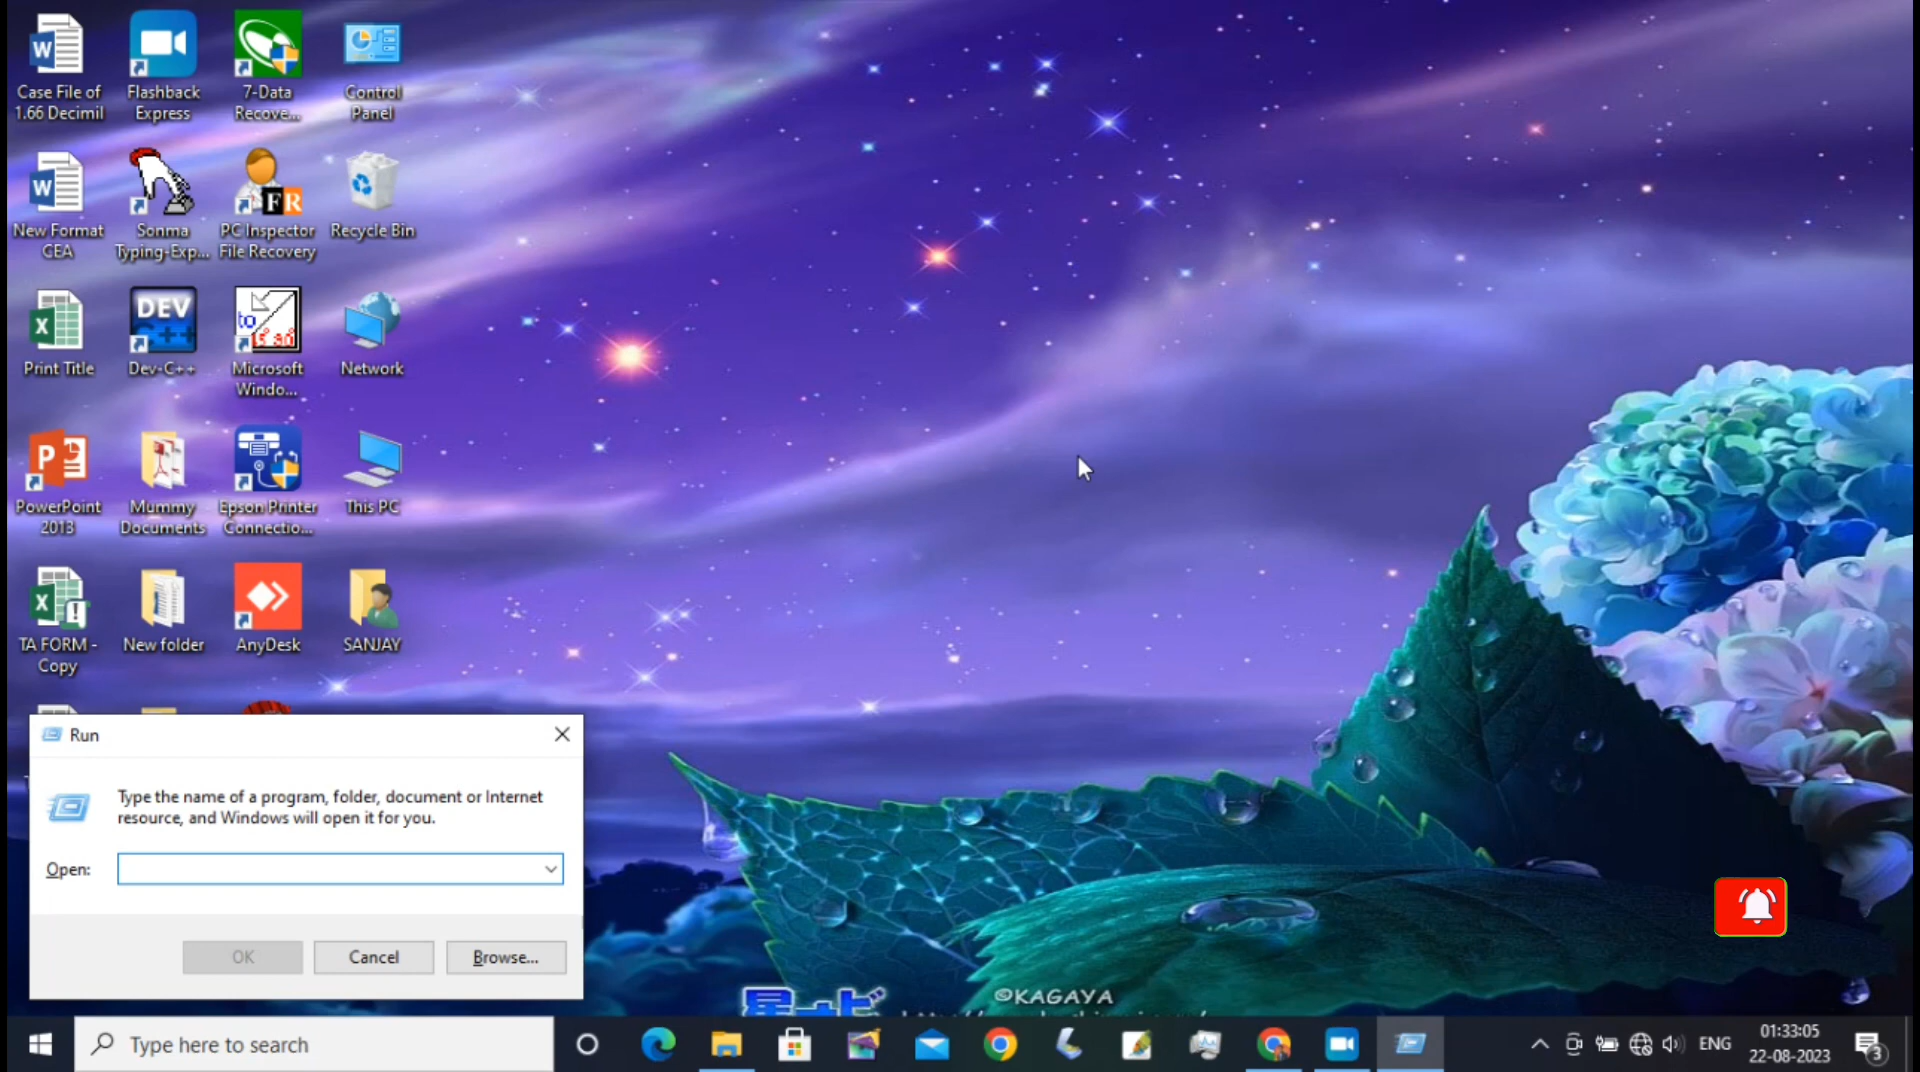 Case File of
1.66 Decimil
Flashback
Express
7-Data
Recove...
Control
Panel
New Format
CEA
Sonma
Typing-Exp...
PC Inspector
File Recovery
FR
Recycle Bin
Print Title
DEV
C++
Dev-C++
to
Microsoft
Windo...
Network
PowerPoint
2013
Mummy
Documents
Epson Printer
Connectio...
This PC
TA FORM -
Copy
New folder
AnyDesk
SANJAY
Run
Type the name of a program, folder, document or Internet
resource, and Windows will open it for you.
Open:
OK
Cancel
Browse...
©KAGAYA
Type here to search
ENG
01:33:05
22-08-2023
3